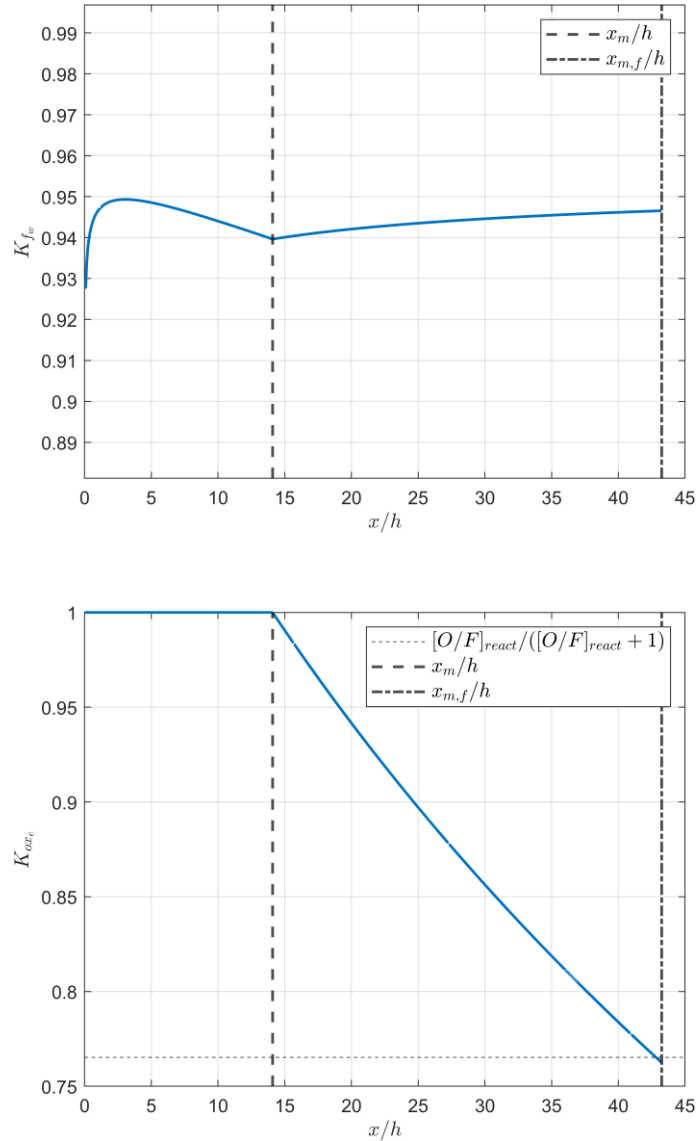 0.99
0.98
0.97
0.96
0.95
0.94
0.93
0.92
0.91
0.9
0.89
K_{f_w}
x_m/h
x_{m,f}/h
0 5 10 15 20 25 30 35 40 45
x/h
1
0.95
0.9
0.85
0.8
0.75
K_{ox_e}
[O/F]_{react}/([O/F]_{react} + 1)
x_m/h
x_{m,f}/h
0 5 10 15 20 25 30 35 40 45
x/h